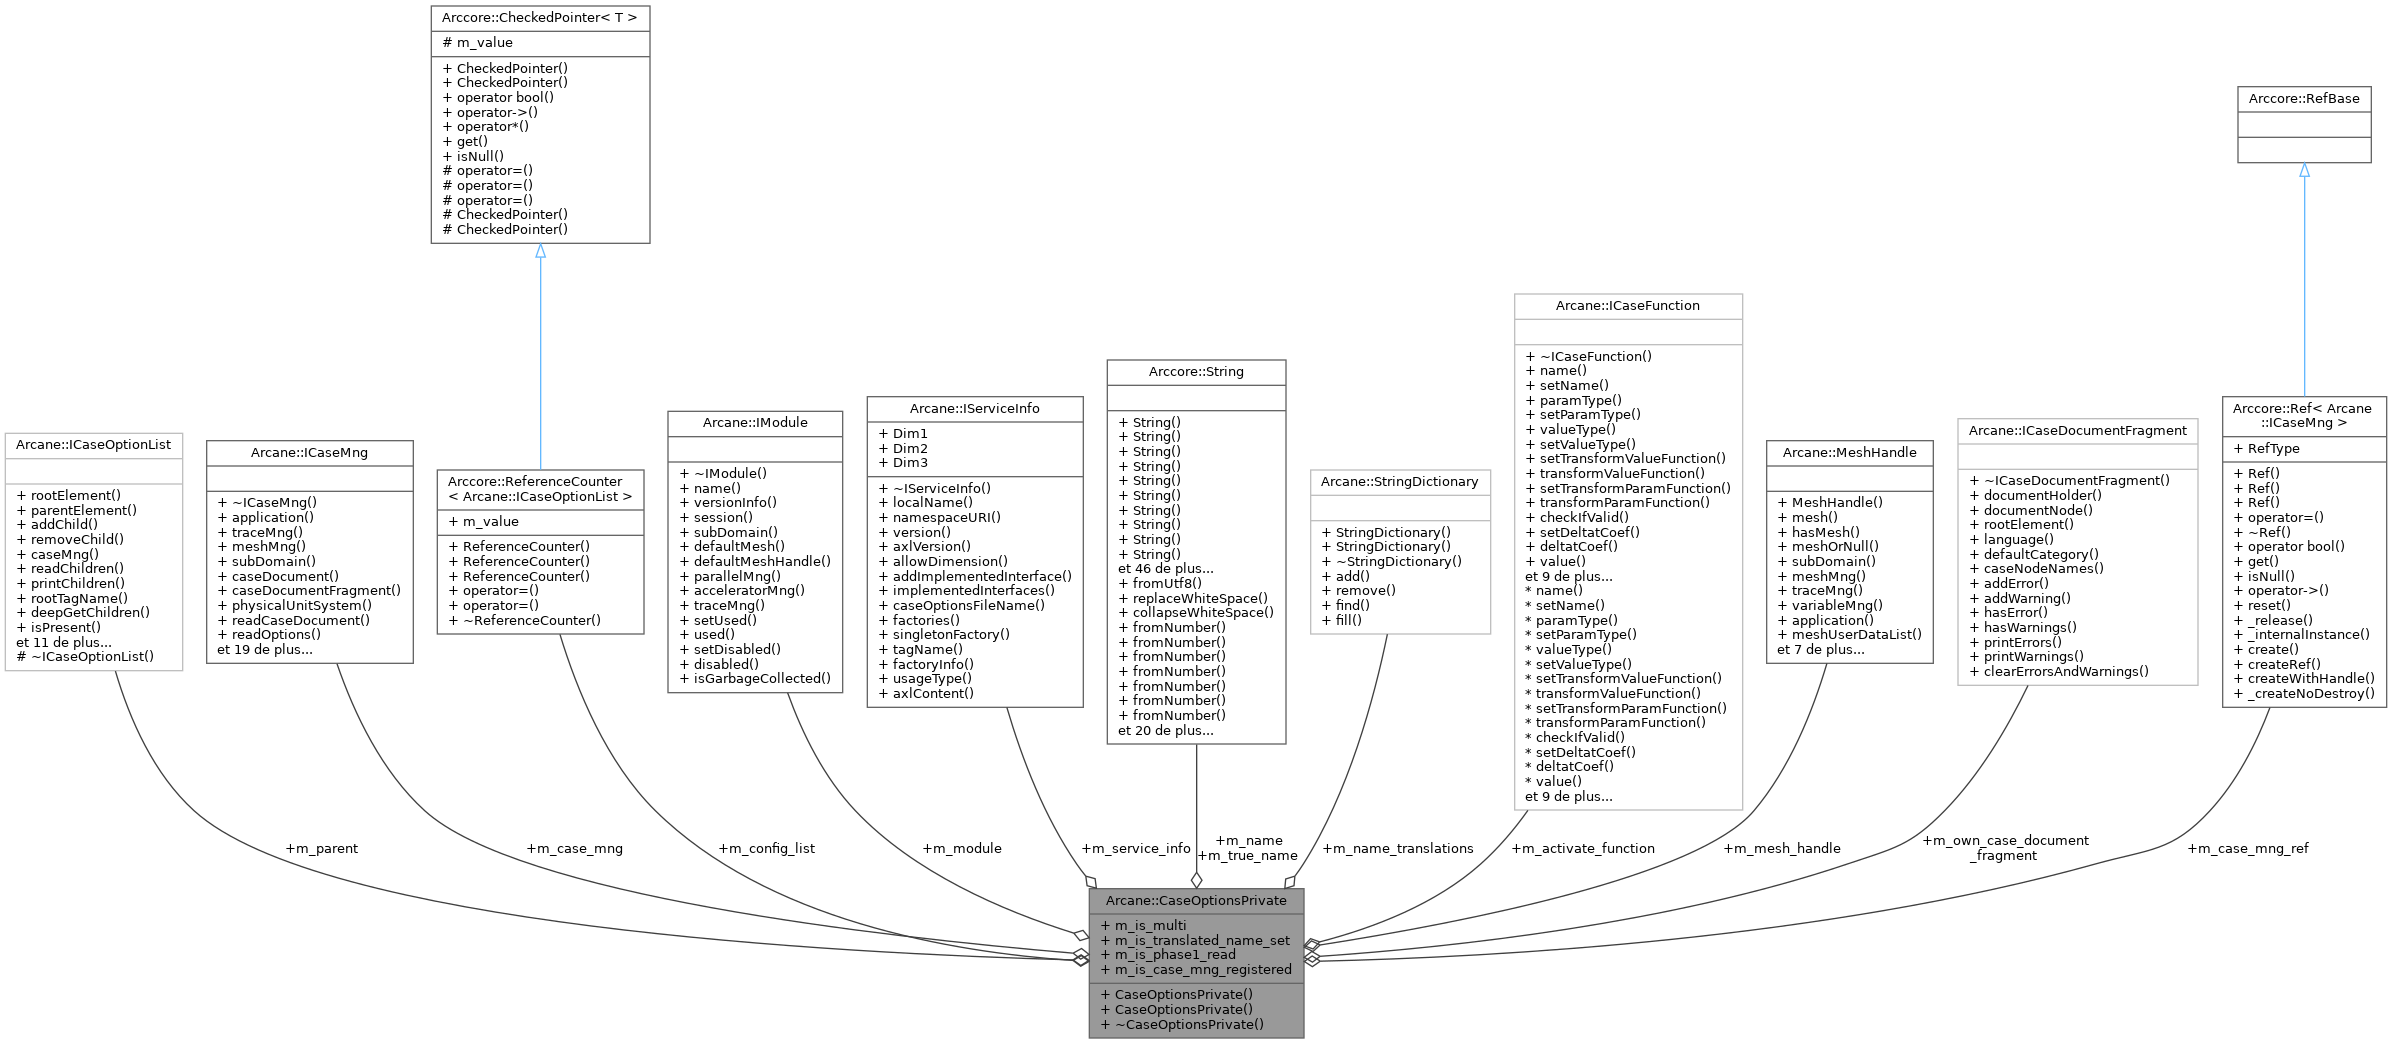 Arccore::CheckedPointer< T >
# m_value
+ CheckedPointer()
+ CheckedPointer()
+ operator bool()
+ operator->()
+ operator*()
+ get()
+ isNull()
# operator=()
# operator=()
# operator=()
# CheckedPointer()
# CheckedPointer()
Arccore::RefBase
Arcane::ICaseOptionList
+ rootElement()
+ parentElement()
+ addChild()
+ removeChild()
+ caseMng()
+ readChildren()
+ printChildren()
+ rootTagName()
+ deepGetChildren()
+ isPresent()
et 11 de plus...
# ~ICaseOptionList()
Arcane::ICaseMng
+ ~ICaseMng()
+ application()
+ traceMng()
+ meshMng()
+ subDomain()
+ caseDocument()
+ caseDocumentFragment()
+ physicalUnitSystem()
+ readCaseDocument()
+ readOptions()
et 19 de plus...
Arccore::ReferenceCounter
< Arcane::ICaseOptionList >
+ m_value
+ ReferenceCounter()
+ ReferenceCounter()
+ ReferenceCounter()
+ operator=()
+ operator=()
+ ~ReferenceCounter()
Arcane::IModule
+ ~IModule()
+ name()
+ versionInfo()
+ session()
+ subDomain()
+ defaultMesh()
+ defaultMeshHandle()
+ parallelMng()
+ acceleratorMng()
+ traceMng()
+ setUsed()
+ used()
+ setDisabled()
+ disabled()
+ isGarbageCollected()
Arcane::IServiceInfo
+ Dim1
+ Dim2
+ Dim3
+ ~IServiceInfo()
+ localName()
+ namespaceURI()
+ version()
+ axlVersion()
+ allowDimension()
+ addImplementedInterface()
+ implementedInterfaces()
+ caseOptionsFileName()
+ factories()
+ singletonFactory()
+ tagName()
+ factoryInfo()
+ usageType()
+ axlContent()
Arccore::String
+ String()
+ String()
+ String()
+ String()
+ String()
+ String()
+ String()
+ String()
+ String()
+ String()
et 46 de plus...
+ fromUtf8()
+ replaceWhiteSpace()
+ collapseWhiteSpace()
+ fromNumber()
+ fromNumber()
+ fromNumber()
+ fromNumber()
+ fromNumber()
+ fromNumber()
+ fromNumber()
et 20 de plus...
Arcane::StringDictionary
+ StringDictionary()
+ StringDictionary()
+ ~StringDictionary()
+ add()
+ remove()
+ find()
+ fill()
Arcane::ICaseFunction
+ ~ICaseFunction()
+ name()
+ setName()
+ paramType()
+ setParamType()
+ valueType()
+ setValueType()
+ setTransformValueFunction()
+ transformValueFunction()
+ setTransformParamFunction()
+ transformParamFunction()
+ checkIfValid()
+ setDeltatCoef()
+ deltatCoef()
+ value()
et 9 de plus...
* name()
* setName()
* paramType()
* setParamType()
* valueType()
* setValueType()
* setTransformValueFunction()
* transformValueFunction()
* setTransformParamFunction()
* transformParamFunction()
* checkIfValid()
* setDeltatCoef()
* deltatCoef()
* value()
et 9 de plus...
Arcane::MeshHandle
+ MeshHandle()
+ mesh()
+ hasMesh()
+ meshOrNull()
+ subDomain()
+ meshMng()
+ traceMng()
+ variableMng()
+ application()
+ meshUserDataList()
et 7 de plus...
Arcane::ICaseDocumentFragment
+ ~ICaseDocumentFragment()
+ documentHolder()
+ documentNode()
+ rootElement()
+ language()
+ defaultCategory()
+ caseNodeNames()
+ addError()
+ addWarning()
+ hasError()
+ hasWarnings()
+ printErrors()
+ printWarnings()
+ clearErrorsAndWarnings()
Arccore::Ref< Arcane
::ICaseMng >
+ RefType
+ Ref()
+ Ref()
+ Ref()
+ operator=()
+ ~Ref()
+ operator bool()
+ get()
+ isNull()
+ operator->()
+ reset()
+ _release()
+ _internalInstance()
+ create()
+ createRef()
+ createWithHandle()
+ _createNoDestroy()
+m_parent
+m_case_mng
+m_config_list
+m_module
+m_service_info
+m_name
+m_true_name
+m_name_translations
+m_activate_function
+m_mesh_handle
+m_own_case_document
_fragment
+m_case_mng_ref
Arcane::CaseOptionsPrivate
+ m_is_multi
+ m_is_translated_name_set
+ m_is_phase1_read
+ m_is_case_mng_registered
+ CaseOptionsPrivate()
+ CaseOptionsPrivate()
+ ~CaseOptionsPrivate()